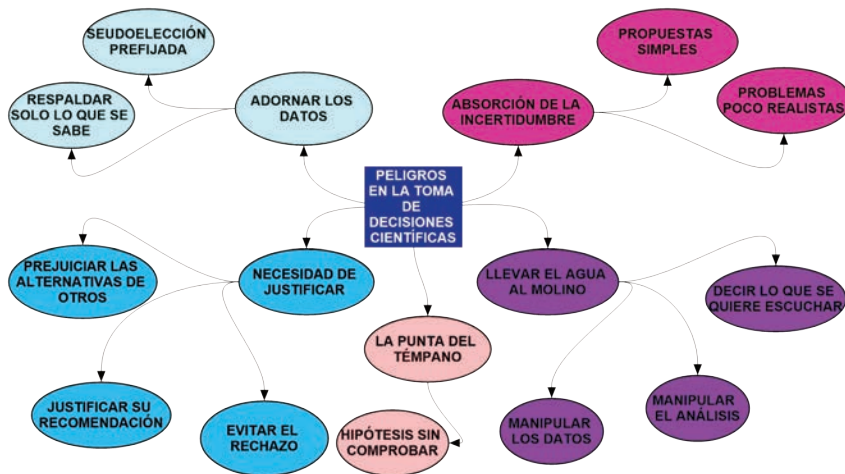 SEUDOELECCIÓN
PREFIJADA
RESPALDAR
SOLO LO QUE SE
SABE
ADORNAR LOS
DATOS
ABSORCIÓN DE LA
INCERTIDUMBRE
PROPUESTAS
SIMPLES
PROBLEMAS
POCO REALISTAS
PELIGROS
EN LA TOMA
DE
DECISIONES
CIENTÍFICAS
PREJUICIAR LAS
ALTERNATIVAS DE
OTROS
NECESIDAD DE
JUSTIFICAR
LLEVAR EL AGUA
AL MOLINO
DECIR LO QUE SE
QUIERE ESCUCHAR
LA PUNTA DEL
TÉMPANO
JUSTIFICAR SU
RECOMENDACIÓN
EVITAR EL
RECHAZO
HIPÓTESIS SIN
COMPROBAR
MANIPULAR
LOS DATOS
MANIPULAR
EL ANÁLISIS